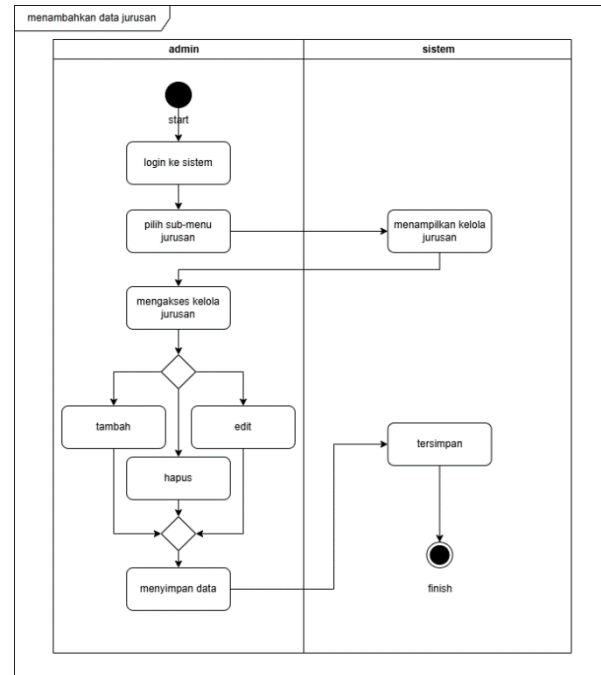 menambahkan data jurusan
admin
sistem
start
login ke sistem
pilih sub-menu
jurusan
menampilkan kelola
jurusan
mengakses kelola
jurusan
tambah
edit
tersimpan
hapus
menyimpan data
finish